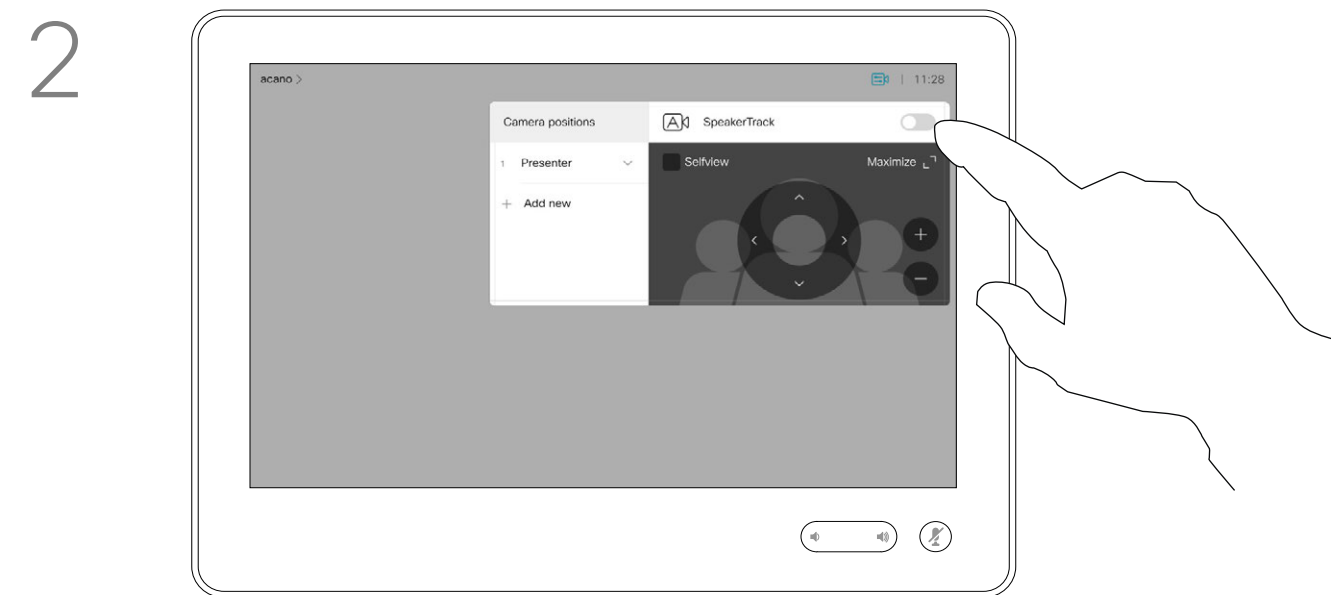 2
acano >
11:28
Camera positions
SpeakerTrack
1 Presenter
Selfview
Maximize
+ Add new